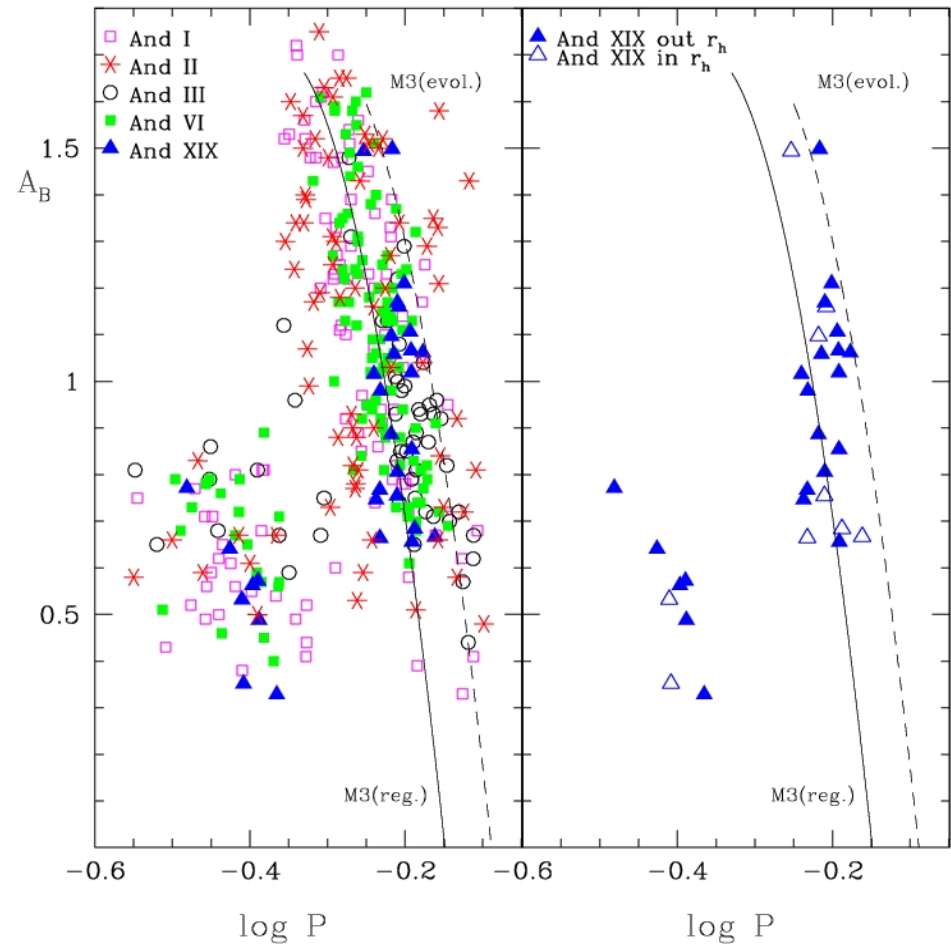 And I
And II
And III
And VI
And XIX
M3(evol.)
M3(reg.)
And XIX out r_h
And XIX in r_h
M3(evol.)
M3(reg.)
A_B
1.5
1
0.5
−0.6 −0.4 −0.2 −0.6 −0.4 −0.2
log P log P